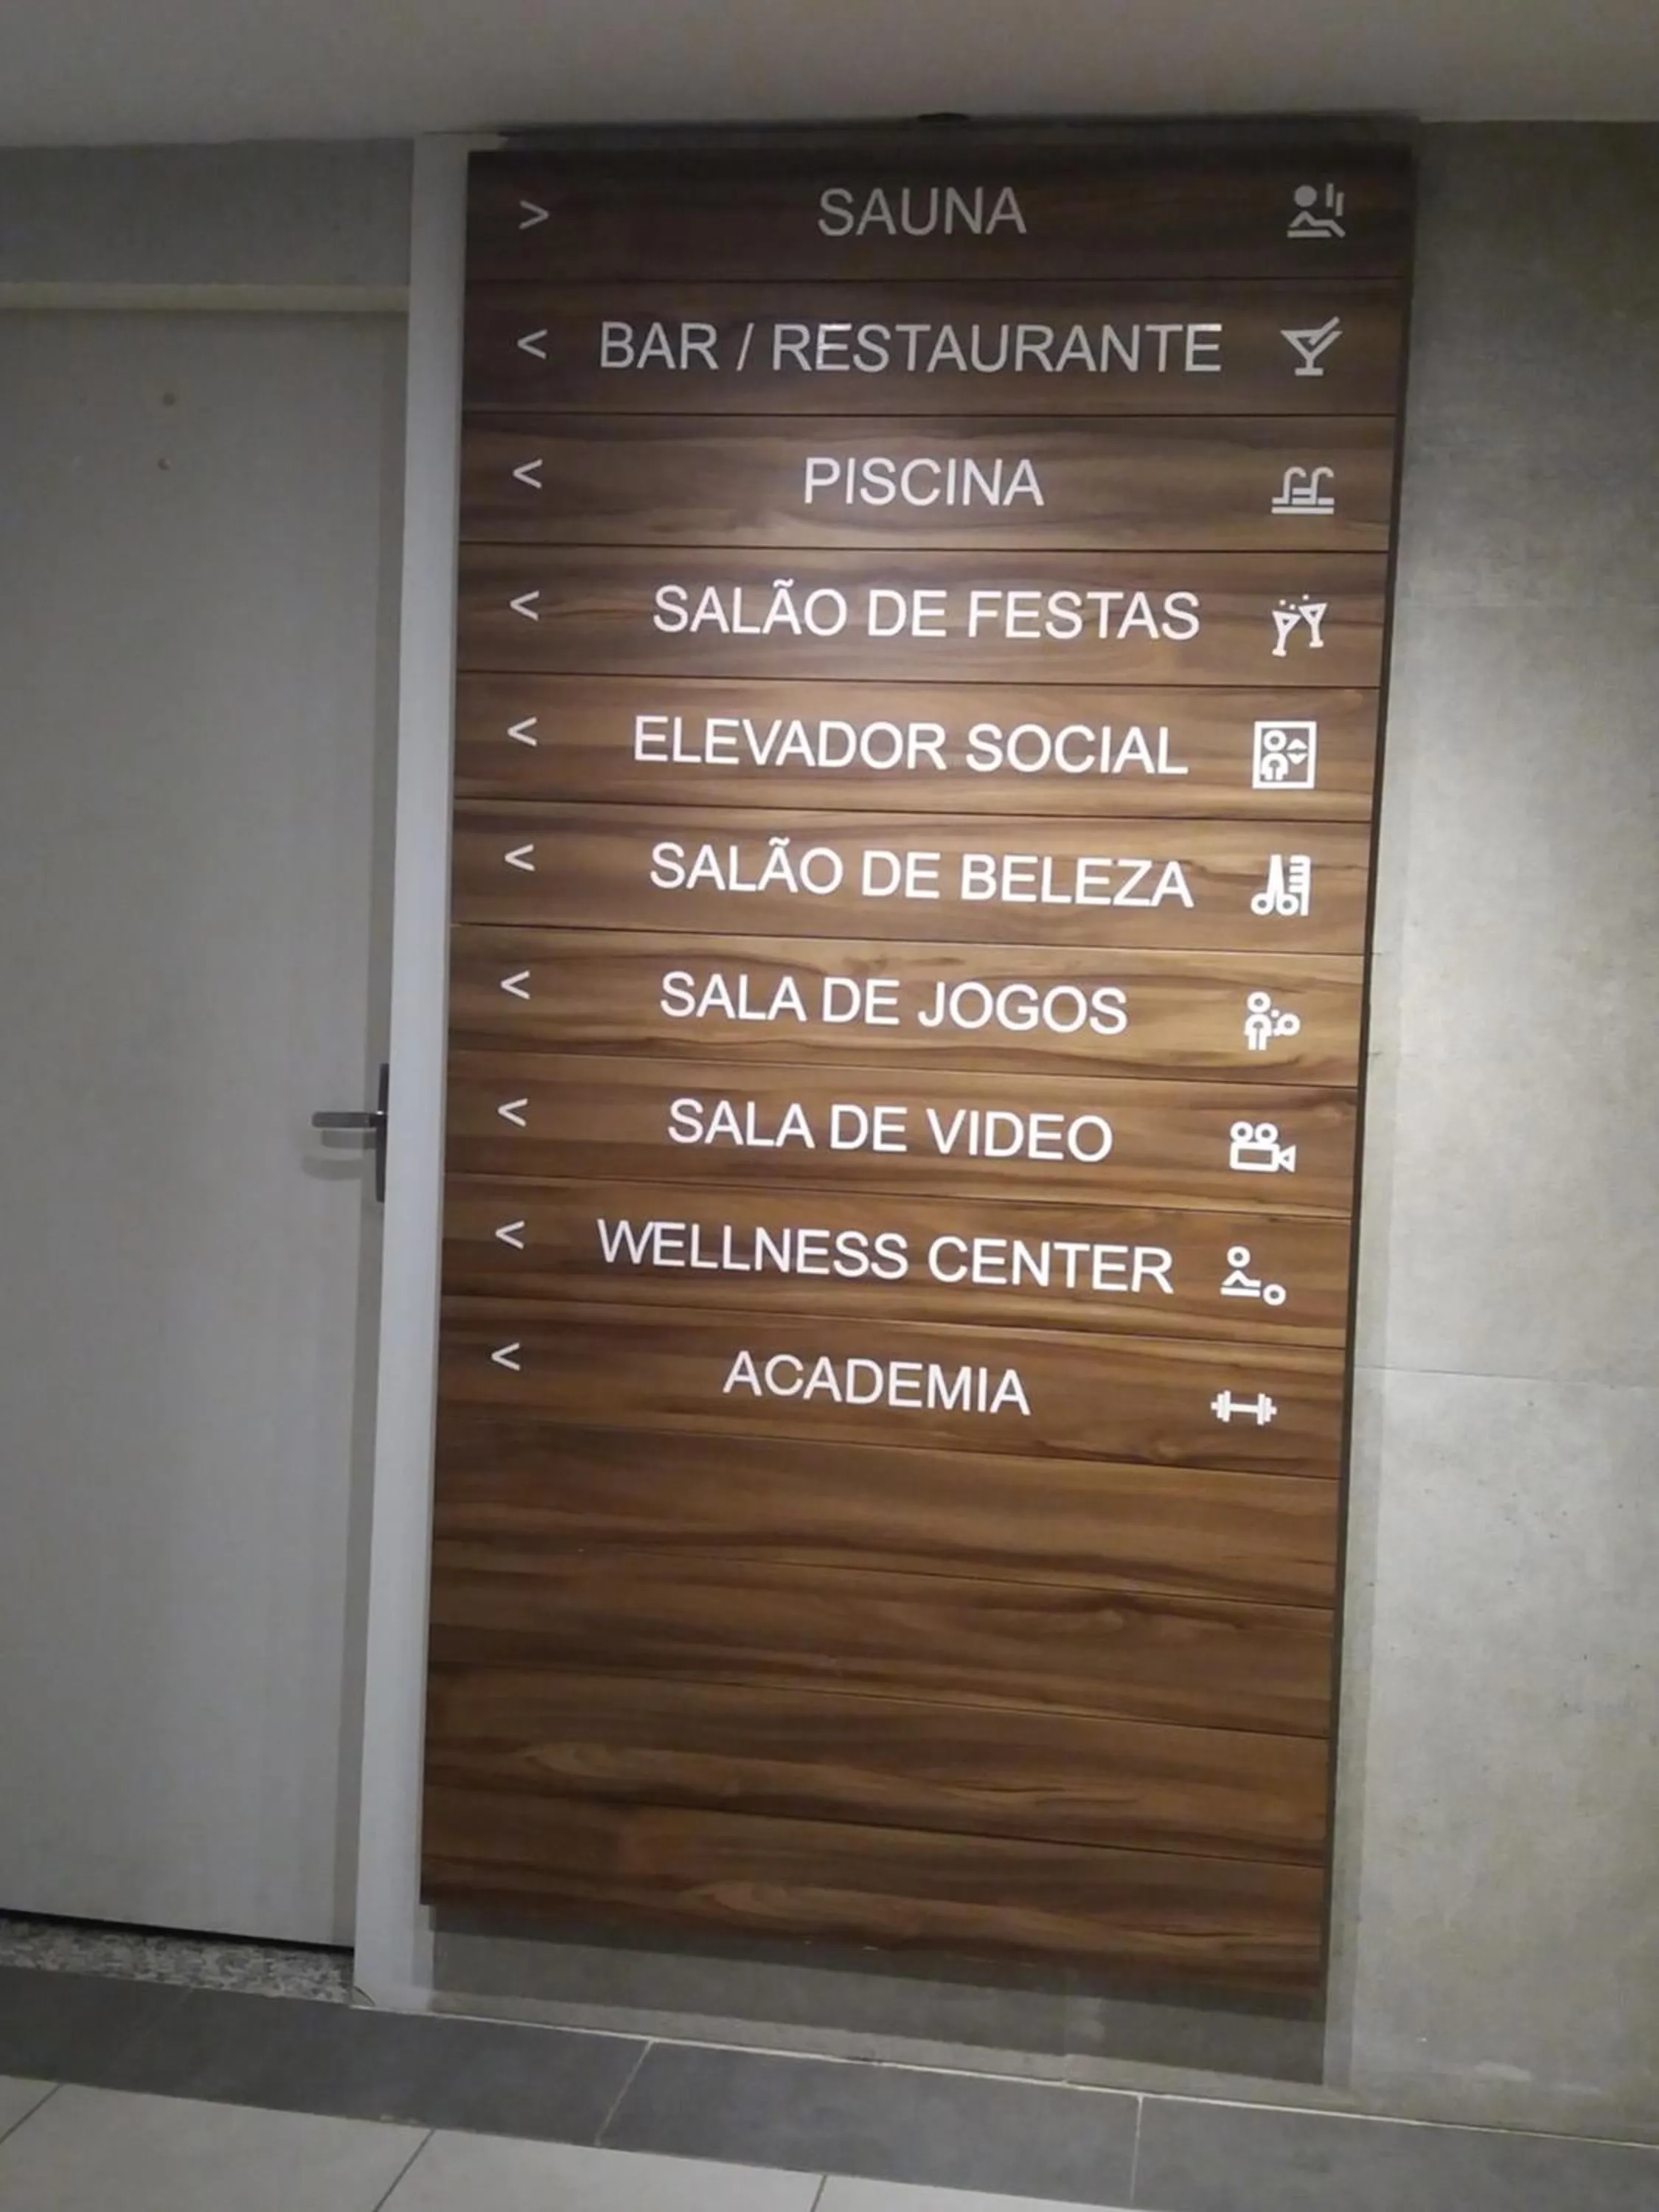 > SAUNA
< BAR / RESTAURANTE
< PISCINA
< SALÃO DE FESTAS
< ELEVADOR SOCIAL
< SALÃO DE BELEZA
< SALA DE JOGOS
< SALA DE VIDEO
< WELLNESS CENTER
< ACADEMIA